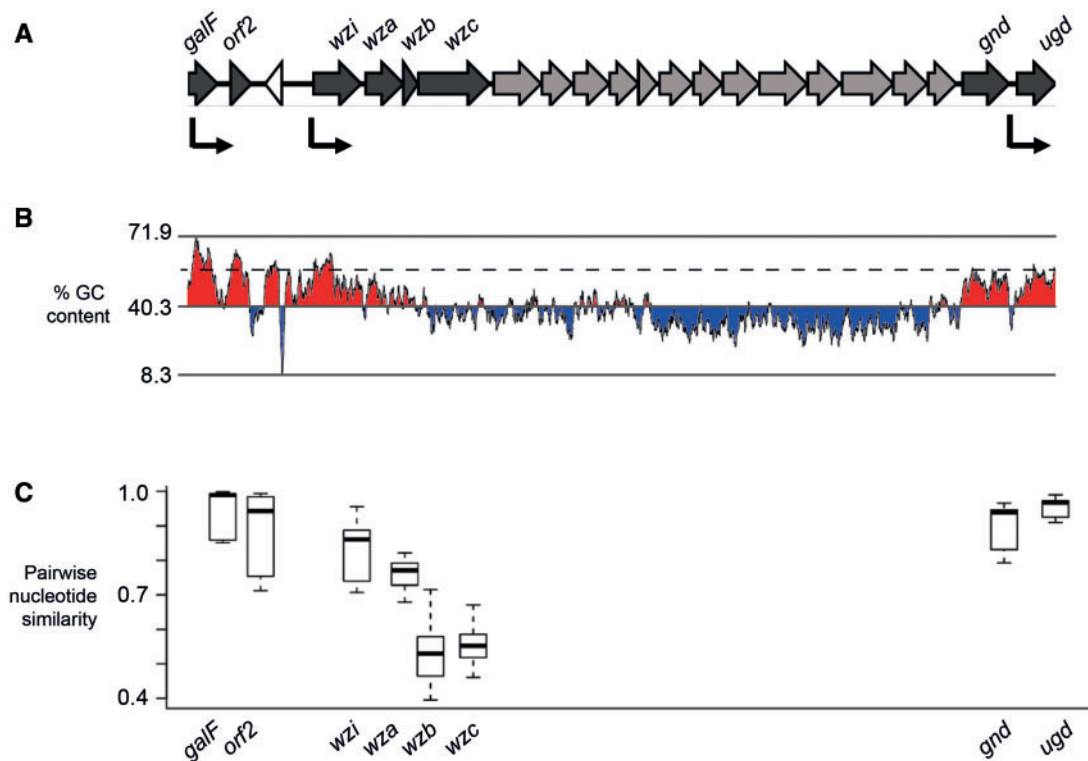 A
galF orf2 wzi wza wzb wzc gnd ugd
B
71.9
% GC
content
40.3
8.3
C
1.0
Pairwise
nucleotide
similarity
0.7
0.4
galF orf2 wzi wza wzb wzc gnd ugd